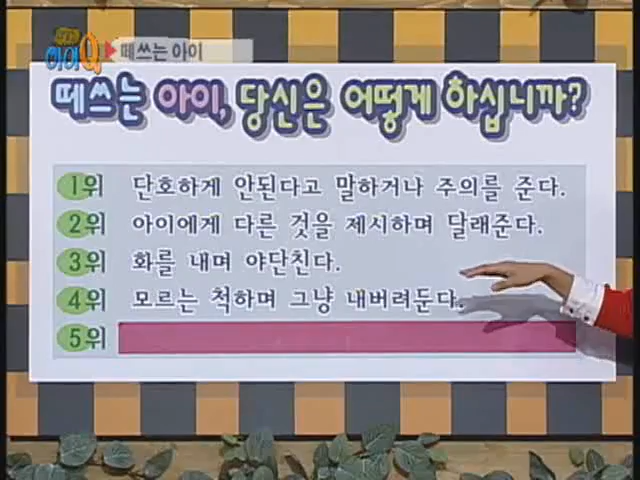 떼쓰는 아이
떼쓰는 아이, 당신은 어떻게 하십니까?
1위 단호하게 안된다고 말하거나 주의를 준다.
2위 아이에게 다른 것을 제시하며 달래준다.
3위 화를 내며 야단친다.
4위 모르는 척하며 그냥 내버려둔다.
5위